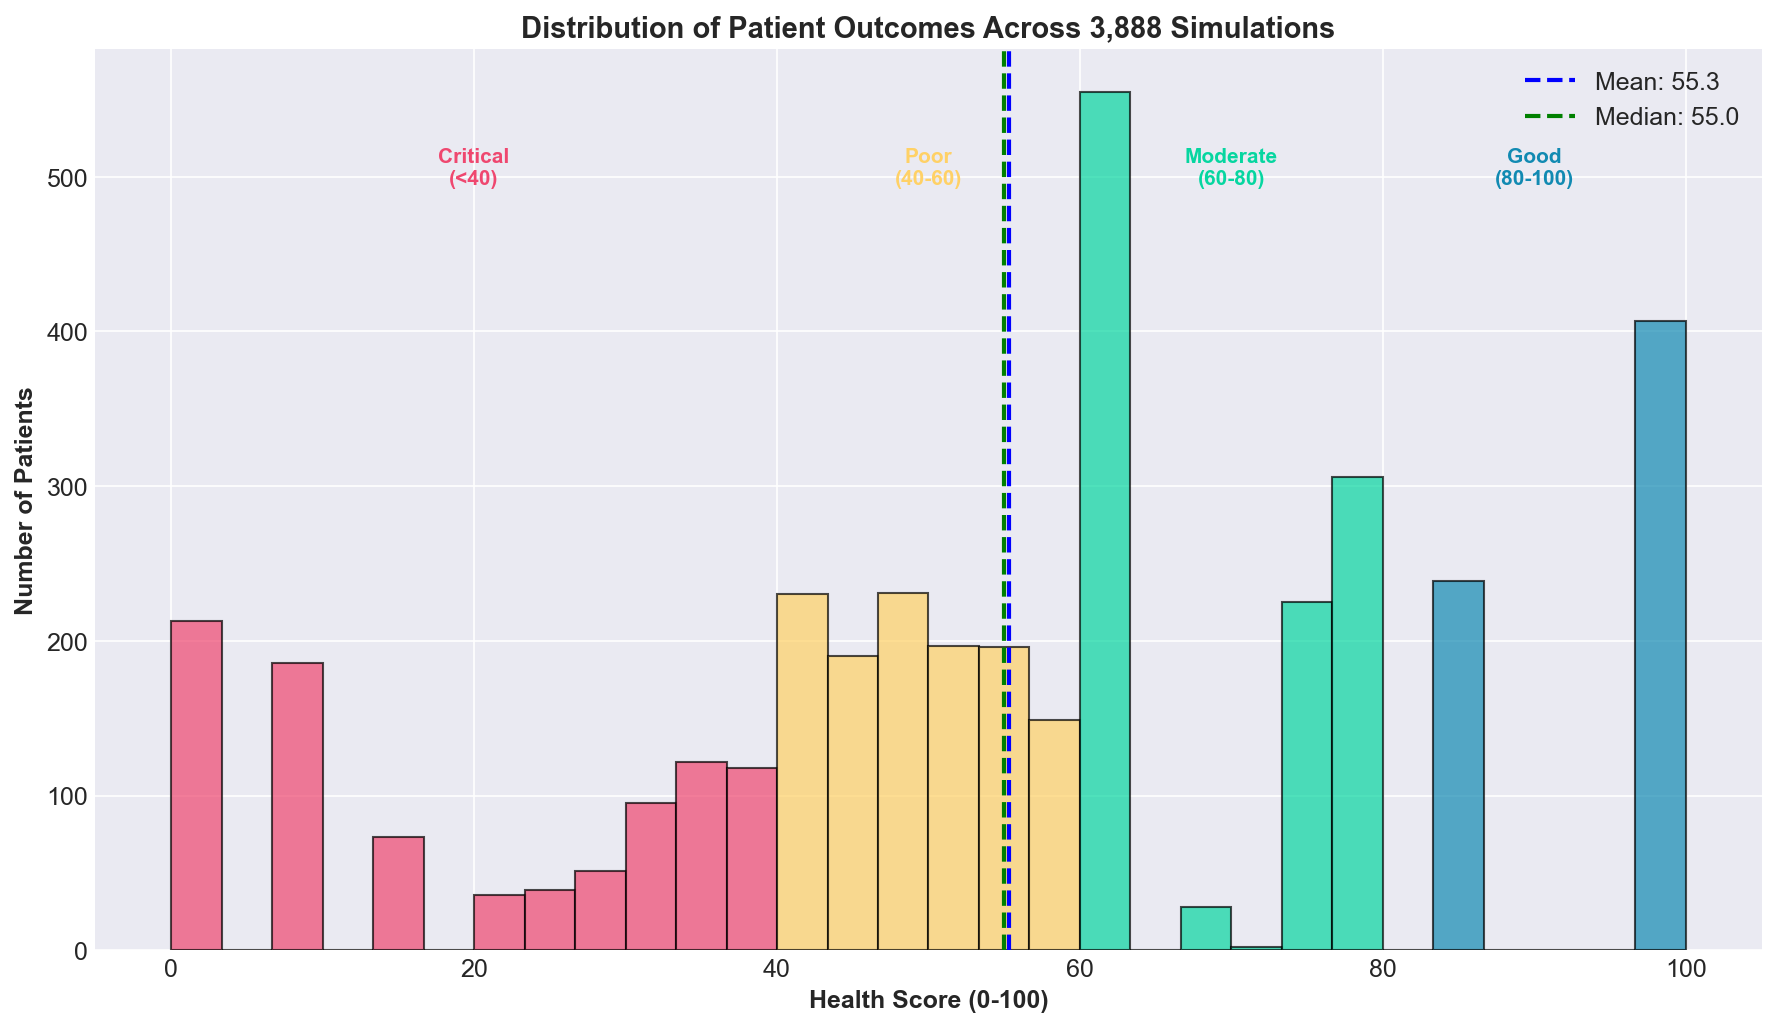 Distribution of Patient Outcomes Across 3,888 Simulations
Mean: 55.3
Median: 55.0
Critical
(<40)
Poor
(40-60)
Moderate
(60-80)
Good
(80-100)
Number of Patients
500
400
300
200
100
0
0
20
40
60
80
100
Health Score (0-100)